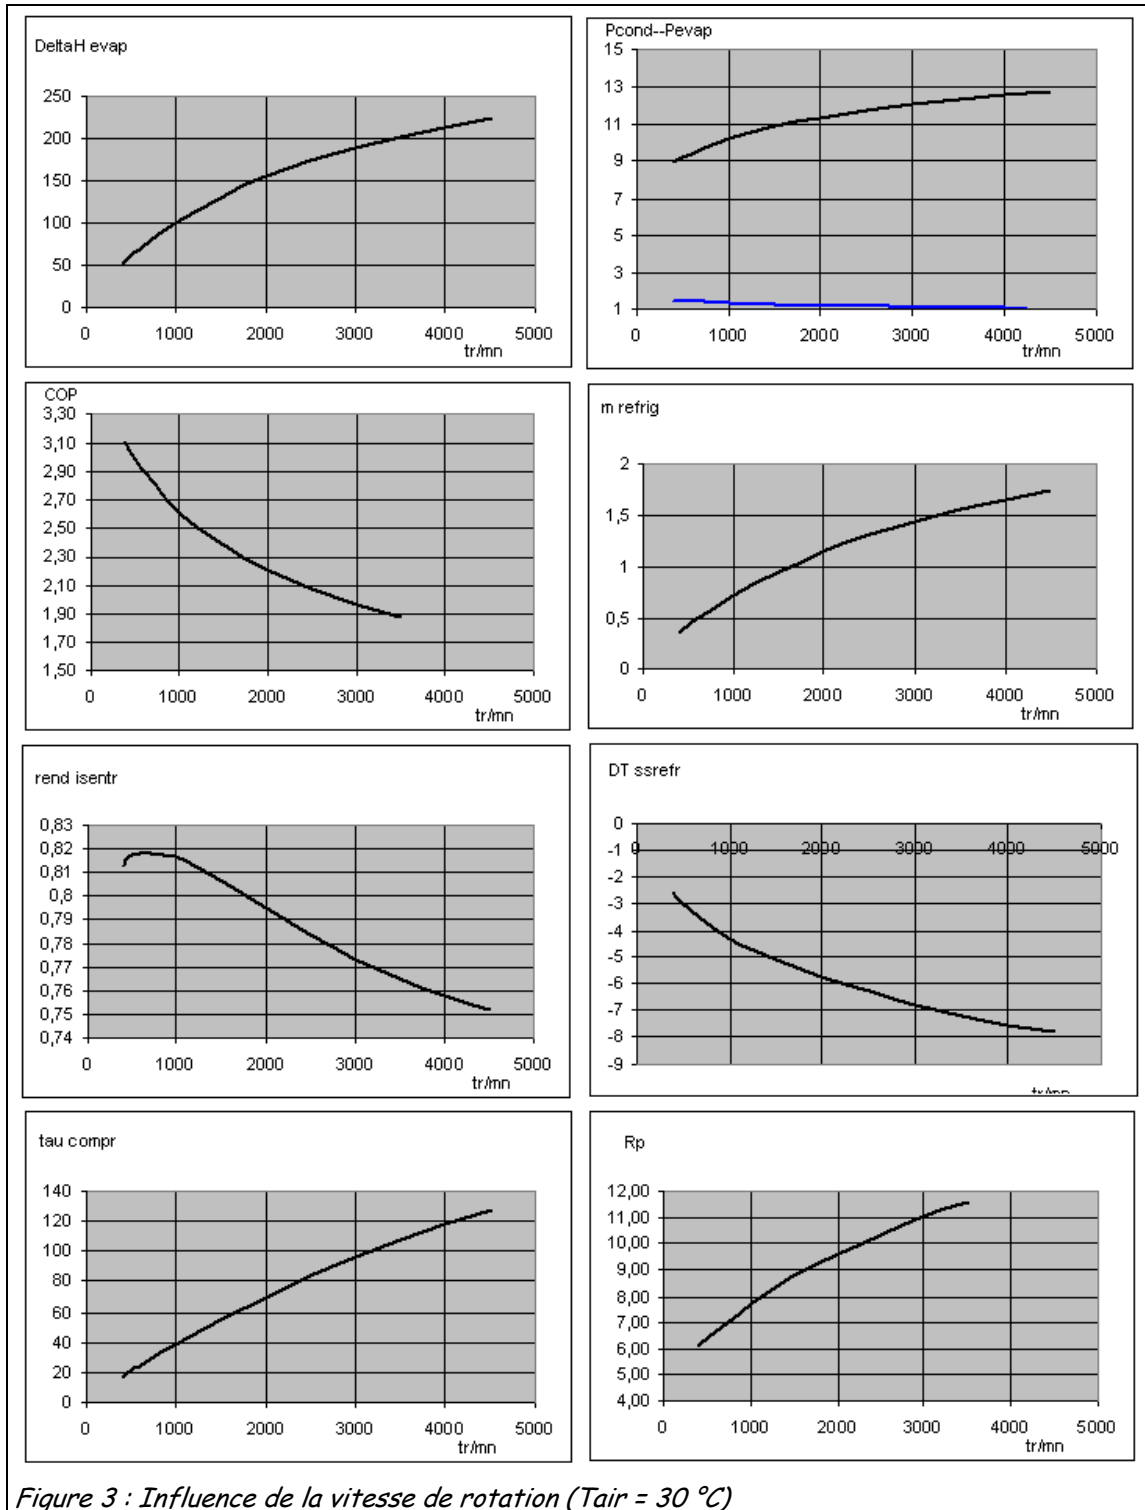 DeltaH evap
250
200
150
100
50
0
0 1000 2000 3000 4000 5000
tr/mn
Pcond--Pevap
15
13
11
9
7
5
3
1
1000 2000 3000 4000 5000
tr/mn
COP
3,30
3,10
2,90
2,70
2,50
2,30
2,10
1,90
1,70
1,50
0 1000 2000 3000 4000 5000
tr/mn
m refrig
2
1,5
1
0,5
0
0 1000 2000 3000 4000 5000
tr/mn
rend isentr
0,83
0,82
0,81
0,8
0,79
0,78
0,77
0,76
0,75
0,74
0 1000 2000 3000 4000 5000
tr/mn
DT ssrefr
0
-1
-2
-3
-4
-5
-6
-7
-8
-9
0 1000 2000 3000 4000 5000
tau compr
140
120
100
80
60
40
20
0
0 1000 2000 3000 4000 5000
tr/mn
Rp
12,00
11,00
10,00
9,00
8,00
7,00
6,00
5,00
4,00
0 1000 2000 3000 4000 5000
tr/mn
Figure 3 : Influence de la vitesse de rotation (Tair = 30 °C)